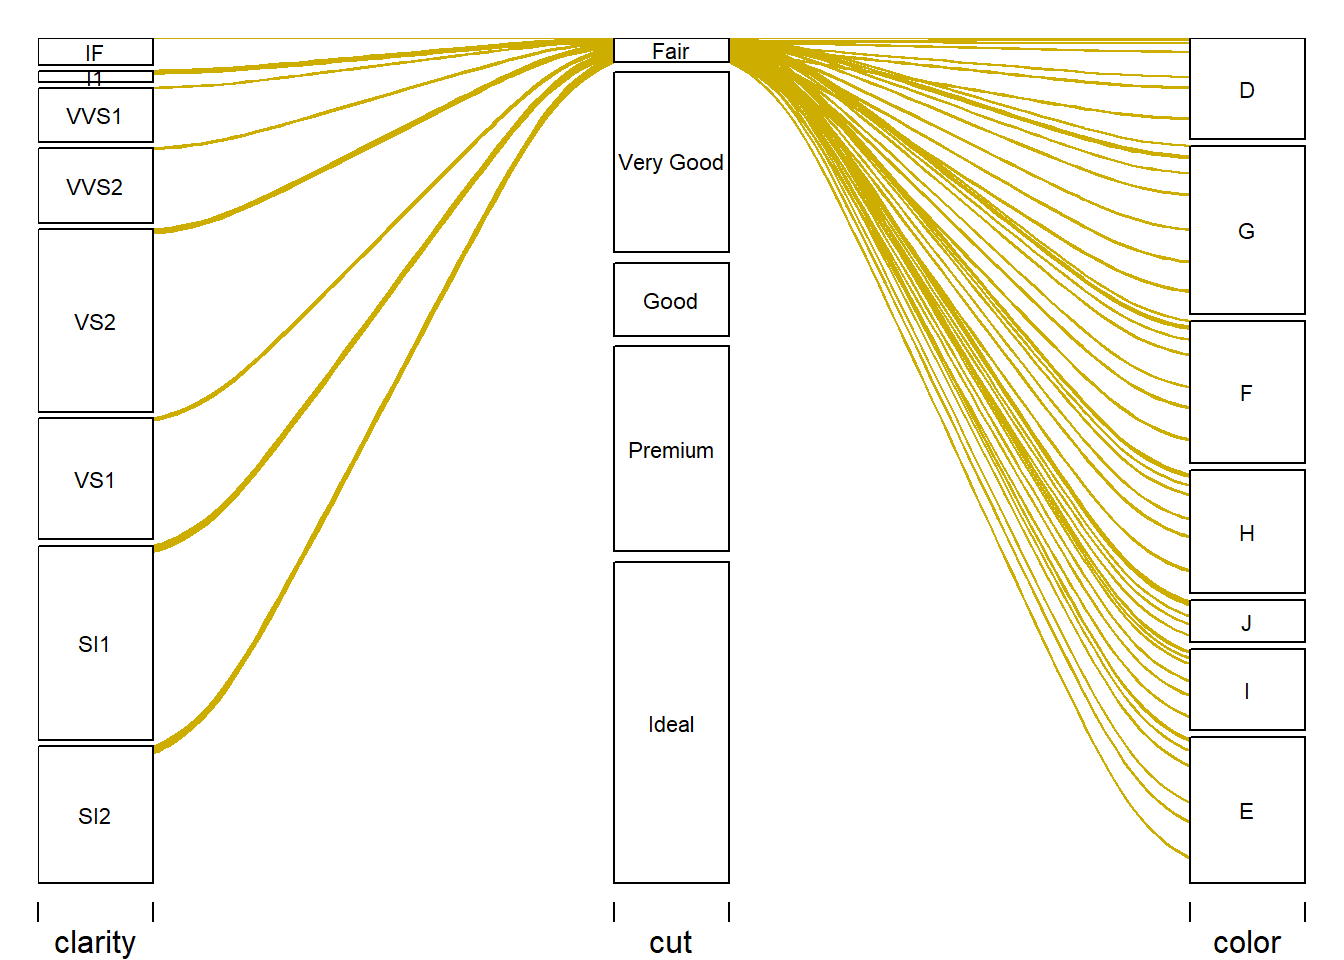 IF
I1
VVS1
VVS2
VS2
VS1
SI1
SI2
Fair
Very Good
Good
Premium
Ideal
D
G
F
H
J
I
E
clarity
cut
color